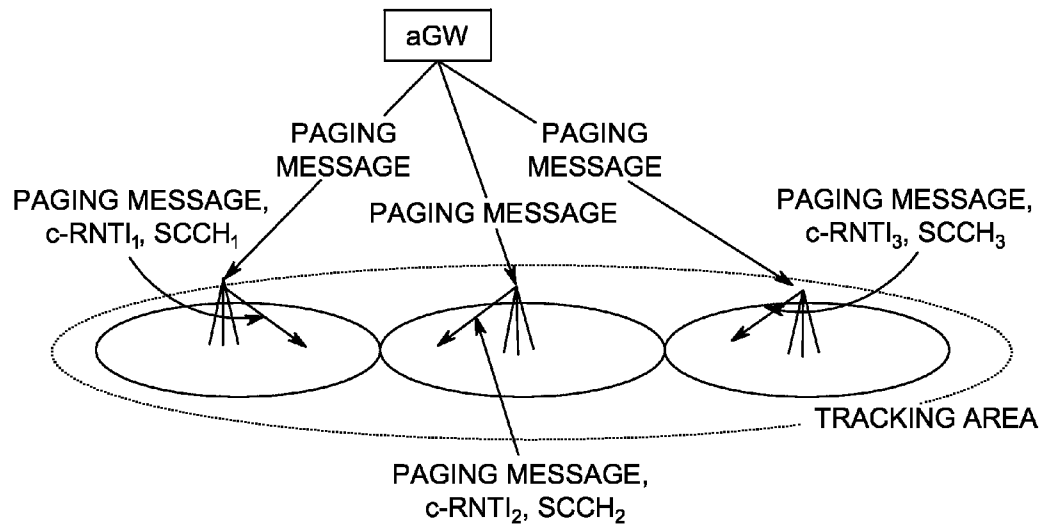 aGW
PAGING
MESSAGE
PAGING
MESSAGE
PAGING MESSAGE,
c-RNTI₁, SCCH₁
PAGING MESSAGE
PAGING MESSAGE,
c-RNTI₃, SCCH₃
TRACKING AREA
PAGING MESSAGE,
c-RNTI₂, SCCH₂